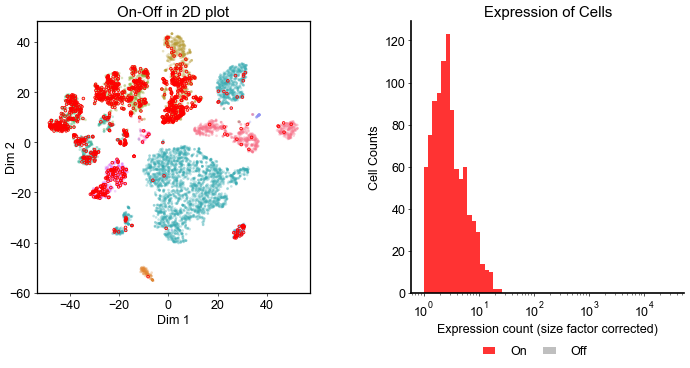 On-Off in 2D plot
40
20
0
−20
−40
−60
Dim 2
−40 −20 0 20 40
Dim 1
Expression of Cells
120
100
80
60
40
20
0
Cell Counts
10^0 10^1 10^2 10^3 10^4
Expression count (size factor corrected)
On Off